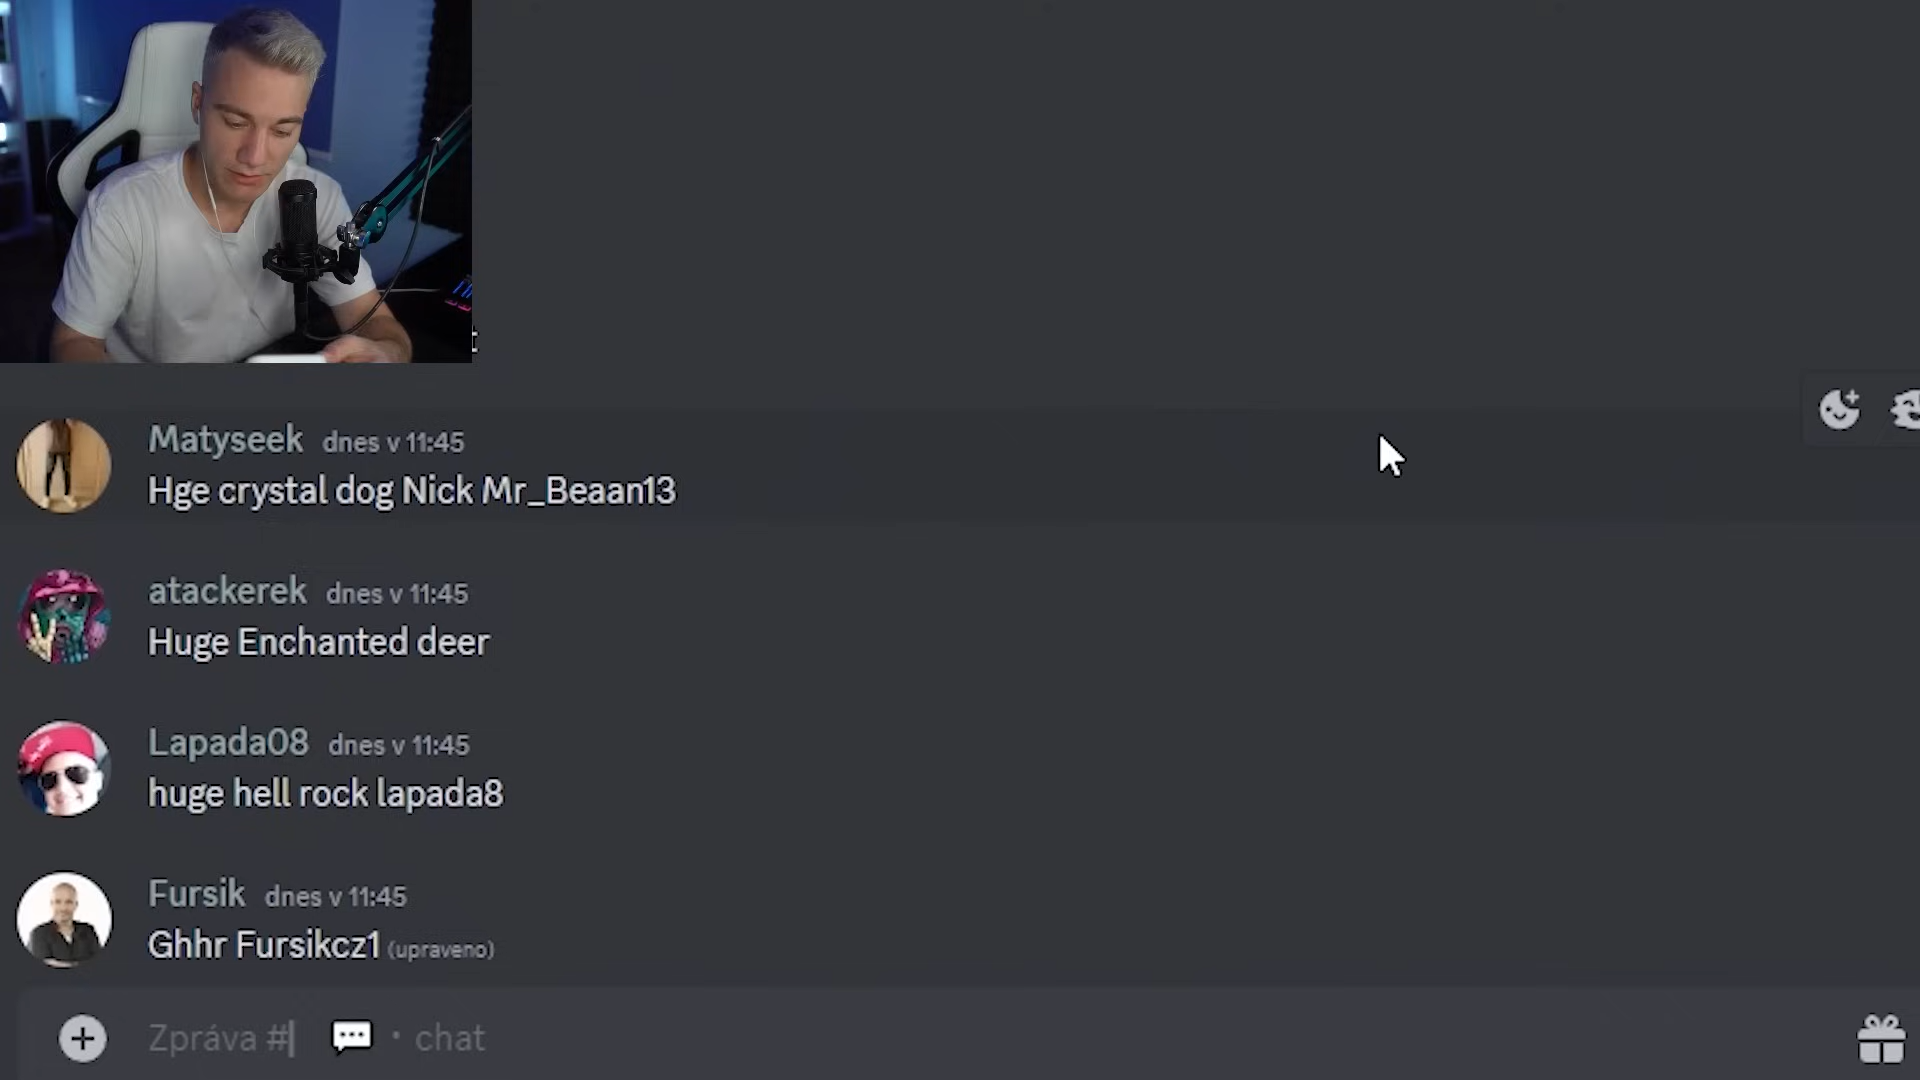 Matyseek dnes v 11:45
Hge crystal dog Nick Mr_Beaan13
atackerek dnes v 11:45
Huge Enchanted deer
Lapada08 dnes v 11:45
huge hell rock lapada8
Fursik dnes v 11:45
Ghhr Fursikcz1 (upraveno)
Zpráva #| 💬 · chat